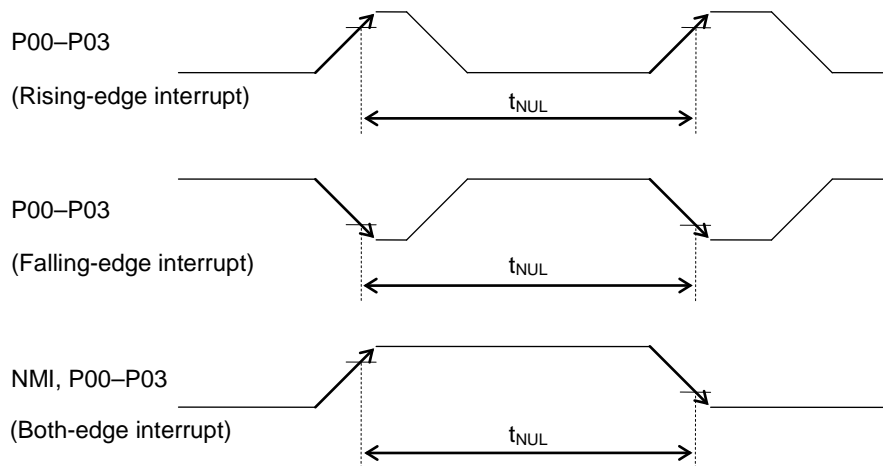 P00–P03
(Rising-edge interrupt)
tNUL
P00–P03
(Falling-edge interrupt)
tNUL
NMI, P00–P03
(Both-edge interrupt)
tNUL